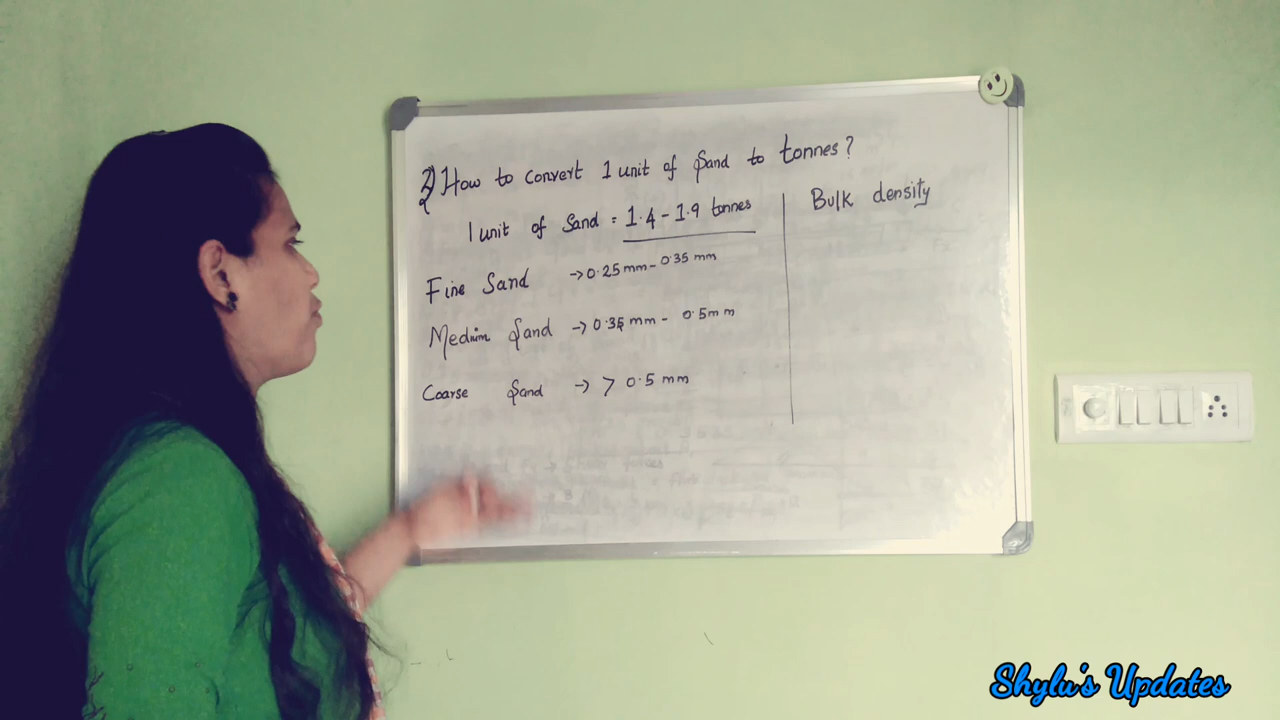 2) How to convert 1 unit of Sand to tonnes?
1 unit of Sand = 1.4 - 1.9 tonnes
Fine Sand → 0.25 mm - 0.35 mm
Medium Sand → 0.35 mm - 0.5 mm
Coarse Sand → > 0.5 mm
Bulk density
Shylu's Updates